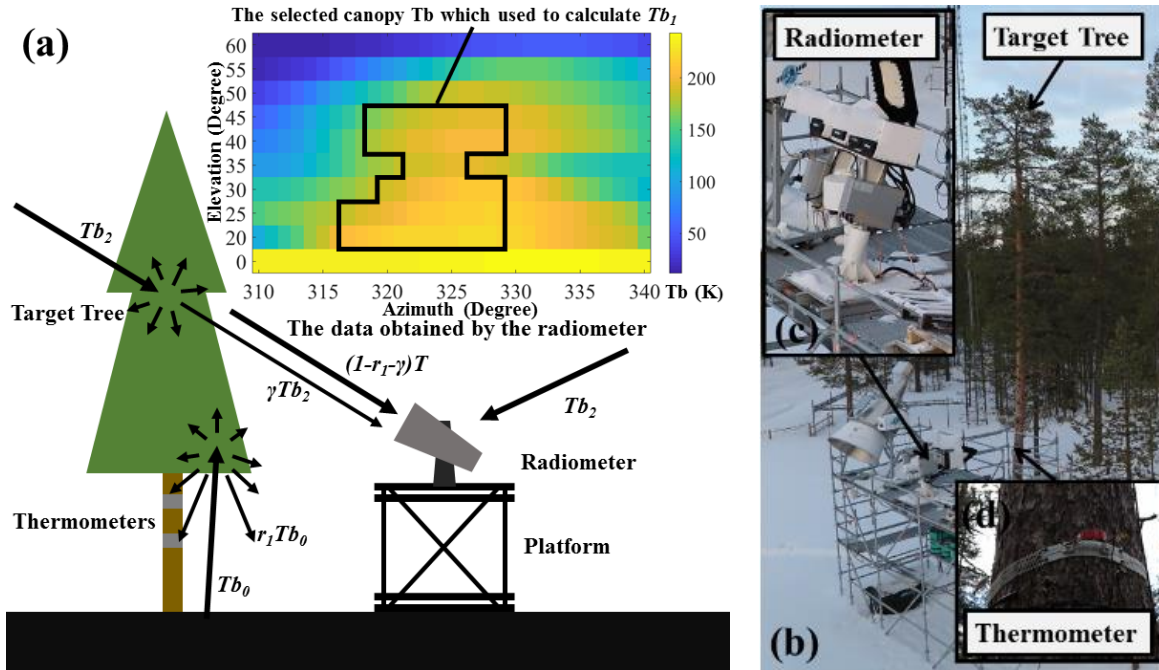 The selected canopy Tb which used to calculate Tb₁
(a)
60
55
50
45
40
35
30
25
20
0
Elevation (Degree)
310 315 320 325 330 335 340
Azimuth (Degree)
200
150
100
50
Tb (K)
The data obtained by the radiometer
Tb₂
Target Tree
(1-r₁-γ)T
γTb₂
Tb₂
Radiometer
Thermometers
r₁Tb₀
Platform
Tb₀
Radiometer
Target Tree
(c)
(d)
(b)
Thermometer